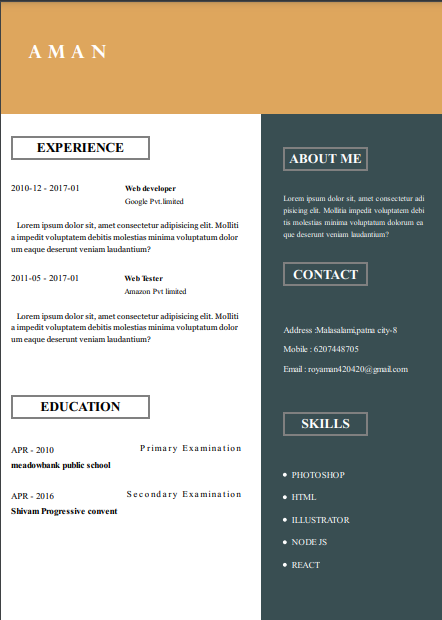 AMAN
EXPERIENCE
2010-12 - 2017-01 Web developer
Google Pvt.limited
Lorem ipsum dolor sit, amet consectetur adipisicing elit. Molliti
a impedit voluptatem debitis molestias minima voluptatum dolor
um eaque deserunt veniam laudantium?
2011-05 - 2017-01 Web Tester
Amazon Pvt limited
Lorem ipsum dolor sit, amet consectetur adipisicing elit. Molliti
a impedit voluptatem debitis molestias minima voluptatum dolor
um eaque deserunt veniam laudantium?
EDUCATION
APR - 2010 Primary Examination
meadowbank public school
APR - 2016 Secondary Examination
Shivam Progressive convent
ABOUT ME
Lorem ipsum dolor sit, amet consectetur adi
pisicing elit. Mollitia impedit voluptatem debi
tis molestias minima voluptatum dolorum ea
que deserunt veniam laudantium?
CONTACT
Address :Malasalami,patna city-8
Mobile : 6207448705
Email : royaman420420@gmail.com
SKILLS
PHOTOSHOP
HTML
ILLUSTRATOR
NODE JS
REACT